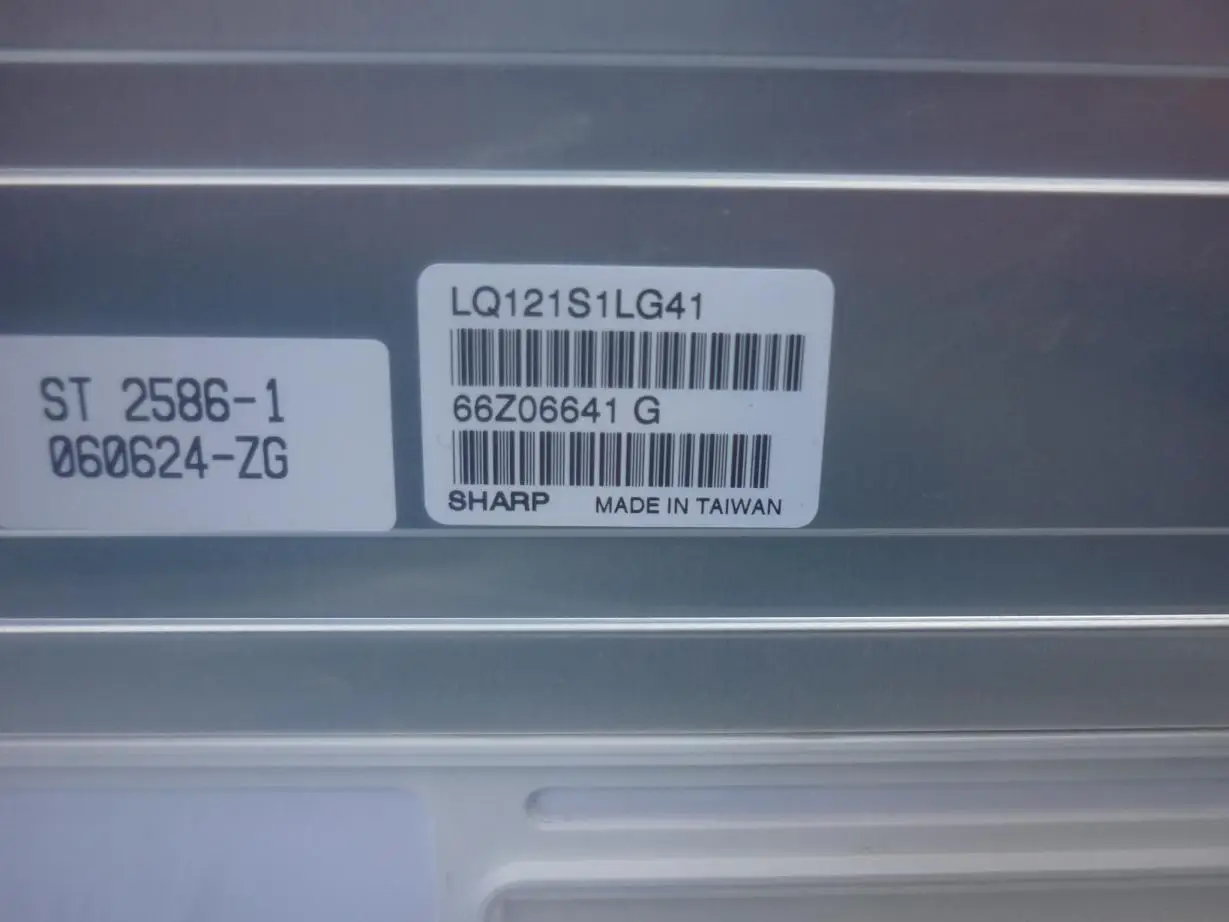 ST 2586-1
060624-ZG
LQ121S1LG41
66Z06641 G
SHARP MADE IN TAIWAN